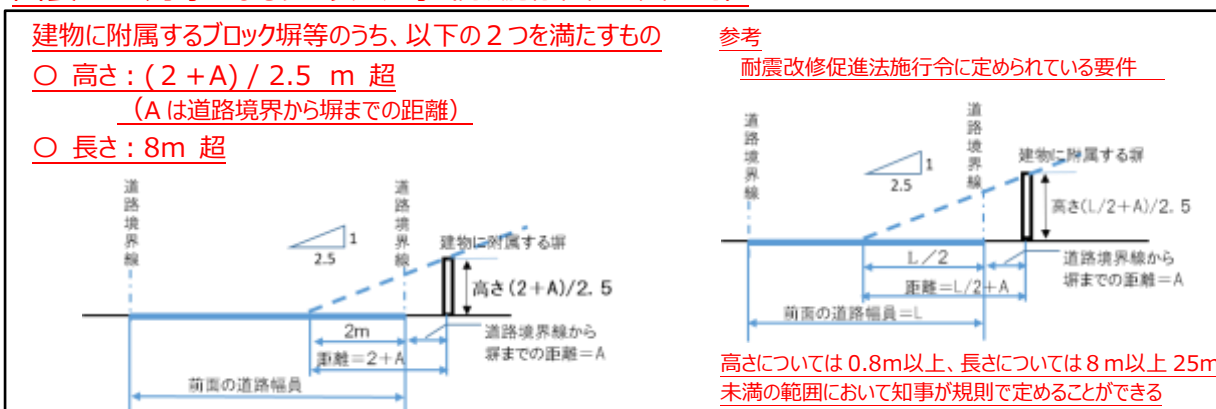 建物に附属するブロック塀等のうち、以下の２つを満たすもの
○ 高さ：(２+A) / 2.5 m 超
（A は道路境界から塀までの距離）
○ 長さ：8m 超
道路境界線
道路境界線
1
2.5
建物に附属する塀
高さ(2+A)/2.5
2m
距離=2+A
道路境界線から
塀までの距離=A
前面の道路幅員
参考
耐震改修促進法施行令に定められている要件
道路境界線
道路境界線
1
2.5
建物に附属する塀
高さ(L/2+A)/2.5
L/2
距離=L/2+A
道路境界線から
塀までの距離=A
前面の道路幅員=L
高さについては 0.8m以上、長さについては８ｍ以上 25m
未満の範囲において知事が規則で定めることができる